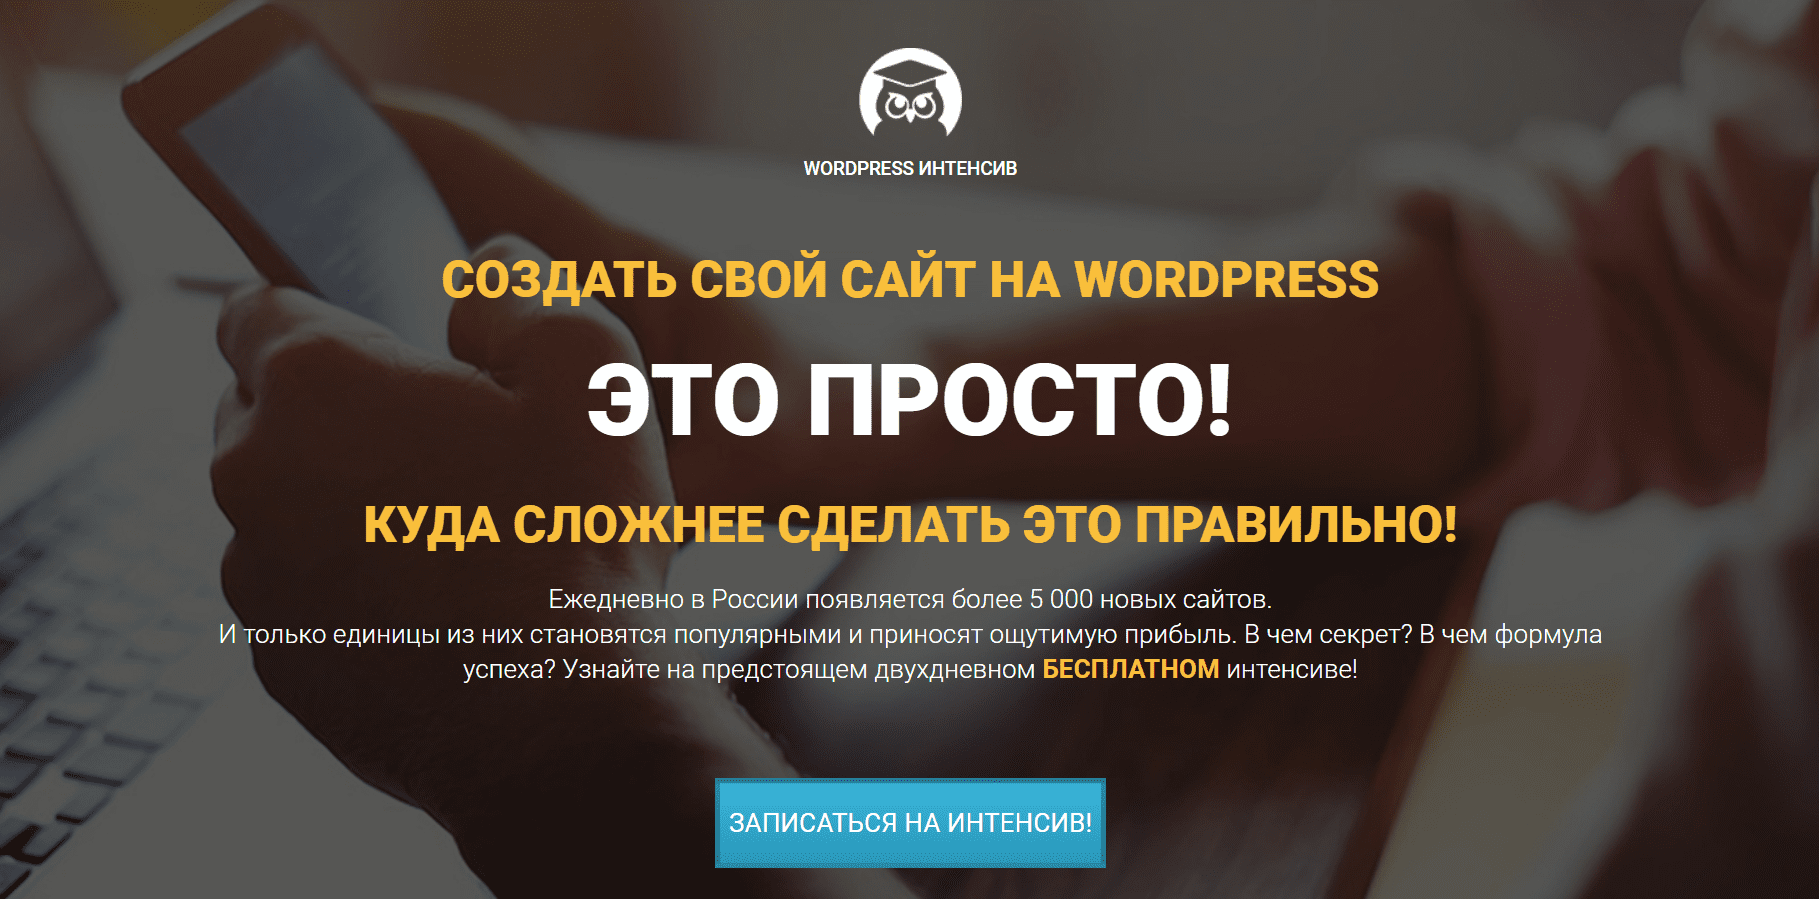 WORDPRESS ИНТЕНСИВ
СОЗДАТЬ СВОЙ САЙТ НА WORDPRESS
ЭТО ПРОСТО!
КУДА СЛОЖНЕЕ СДЕЛАТЬ ЭТО ПРАВИЛЬНО!
Ежедневно в России появляется более 5 000 новых сайтов.
И только единицы из них становятся популярными и приносят ощутимую прибыль. В чем секрет? В чем формула
успеха? Узнайте на предстоящем двухдневном БЕСПЛАТНОМ интенсиве!
ЗАПИСАТЬСЯ НА ИНТЕНСИВ!